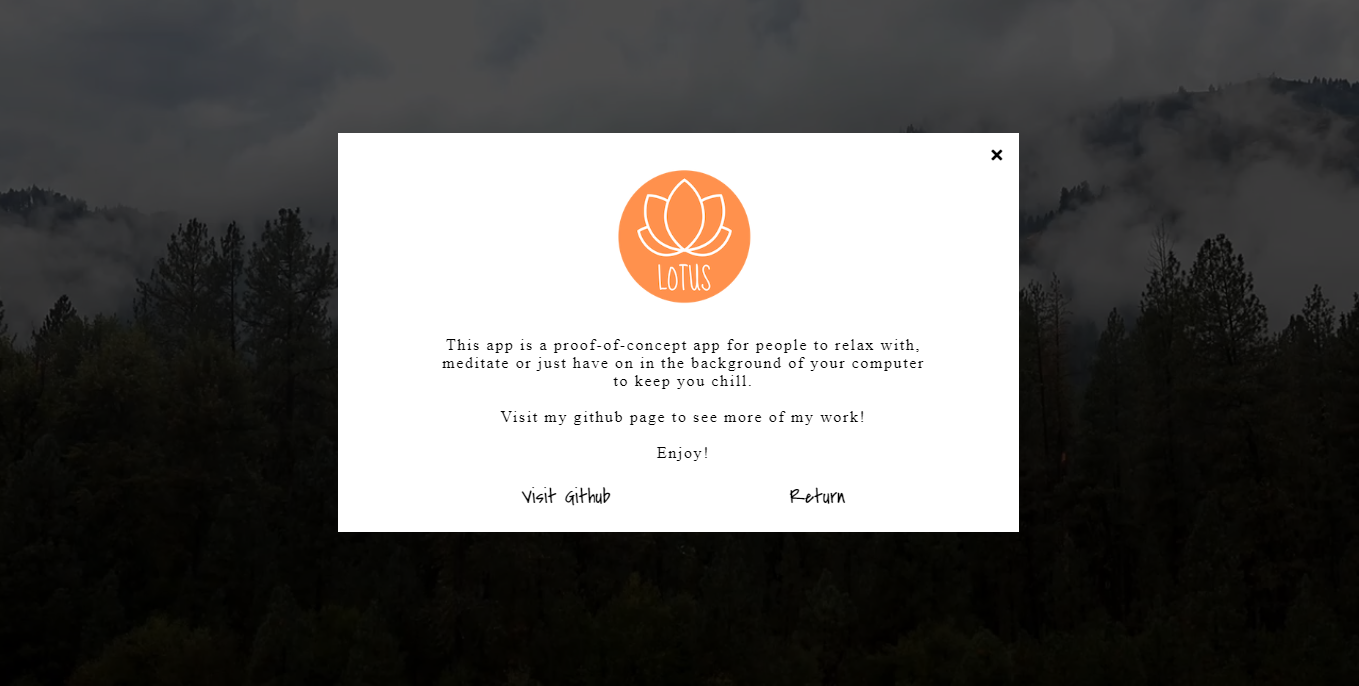 LOTUS
This app is a proof-of-concept app for people to relax with,
meditate or just have on in the background of your computer
to keep you chill.
Visit my github page to see more of my work!
Enjoy!
Visit Github
Return